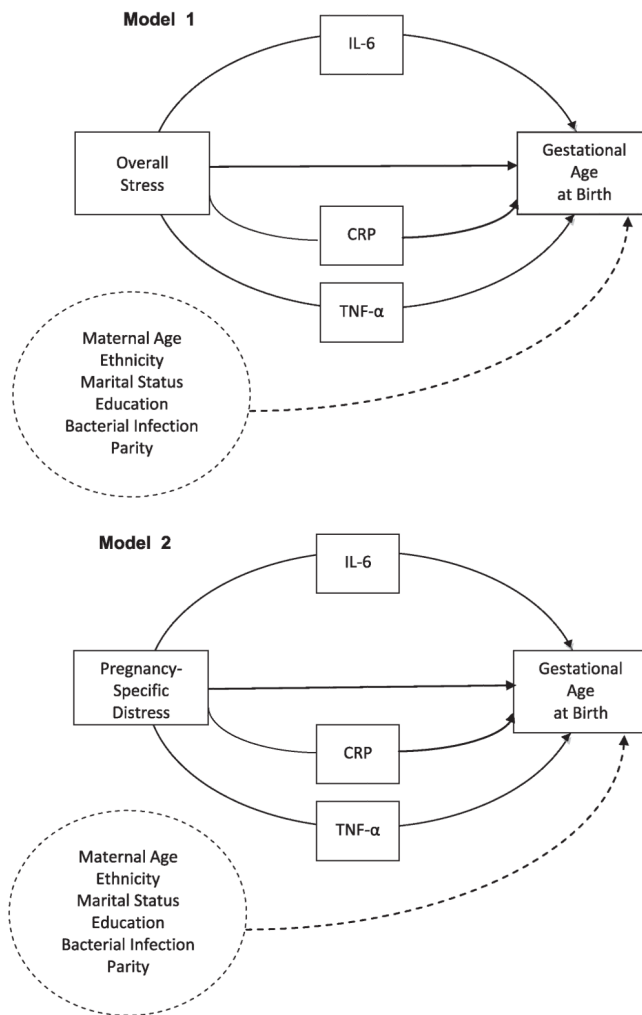 Model 1
IL-6
Overall
Stress
Gestational
Age
at Birth
CRP
TNF-α
Maternal Age
Ethnicity
Marital Status
Education
Bacterial Infection
Parity
Model 2
IL-6
Pregnancy-
Specific
Distress
Gestational
Age
at Birth
CRP
TNF-α
Maternal Age
Ethnicity
Marital Status
Education
Bacterial Infection
Parity